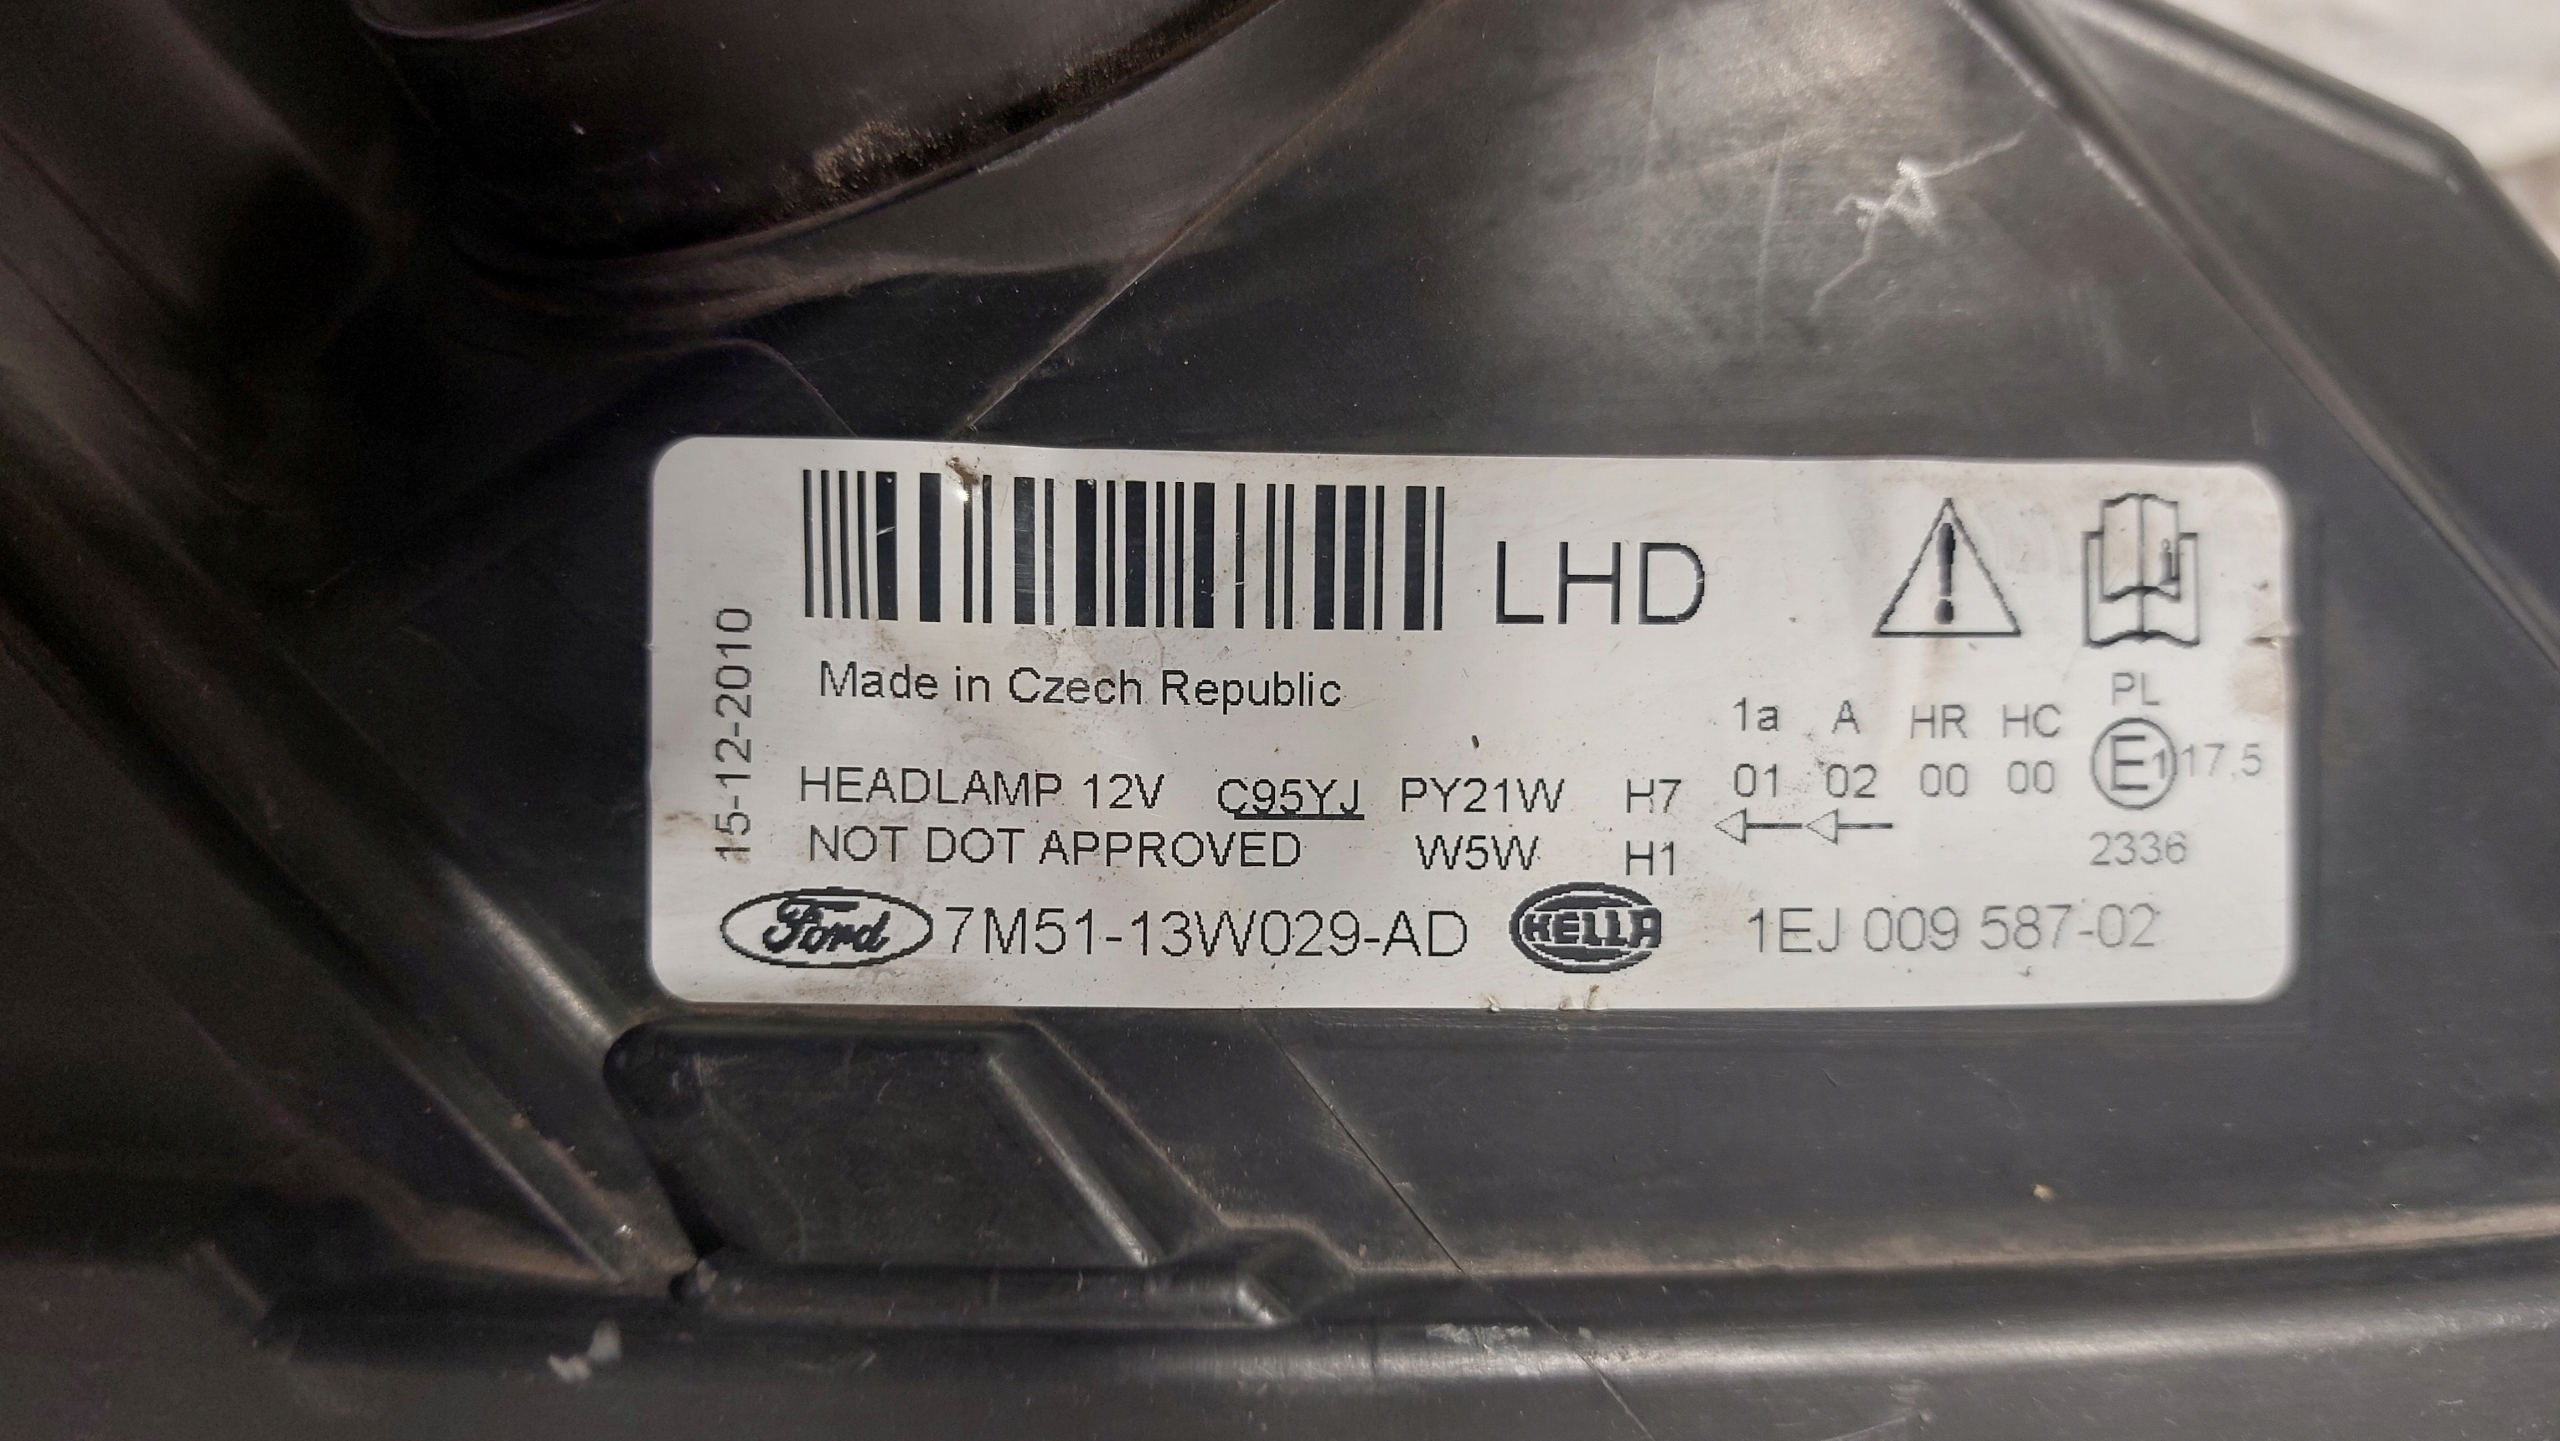 LHD
15-12-2010
Made in Czech Republic
PL
1a A HR HC
01 02 00 00 E1 17,5
HEADLAMP 12V C95YJ PY21W H7
NOT DOT APPROVED W5W H1
2336
Ford 7M51-13W029-AD HELLA 1EJ 009 587-02